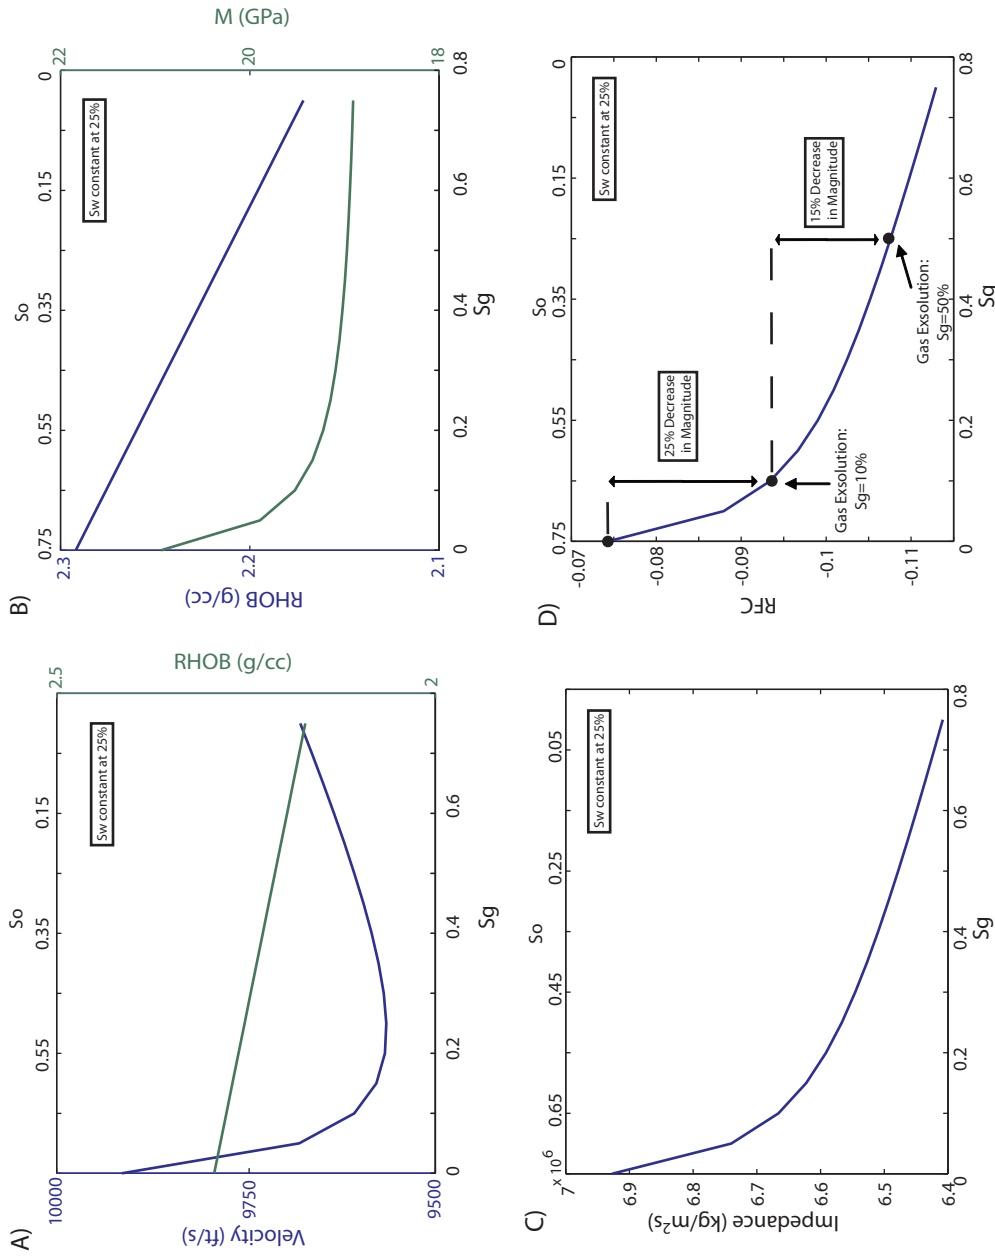 A)
So
0.55
0.35
0.15
Sw constant at 25%
10000
9750
9500
Velocity (ft/s)
2.5
2
RHOB (g/cc)
0
0.2
0.4
0.6
Sg
B)
So
0.75
0.55
0.35
0.15
0
Sw constant at 25%
2.3
2.2
2.1
RHOB (g/cc)
22
20
18
M (GPa)
0
0.2
0.4
0.6
0.8
Sg
C)
So
0.65
0.45
0.25
0.05
Sw constant at 25%
7 x 10^6
6.9
6.8
6.7
6.6
6.5
6.4
Impedance (kg/m²s)
0
0.2
0.4
0.6
0.8
Sg
D)
So
0.75
0.55
0.35
0.15
0
Sw constant at 25%
-0.07
-0.08
-0.09
-0.1
-0.11
RFC
25% Decrease
in Magnitude
15% Decrease
in Magnitude
Gas Exsolution:
Sg=10%
Gas Exsolution:
Sg=50%
0
0.2
0.4
0.6
0.8
Sg